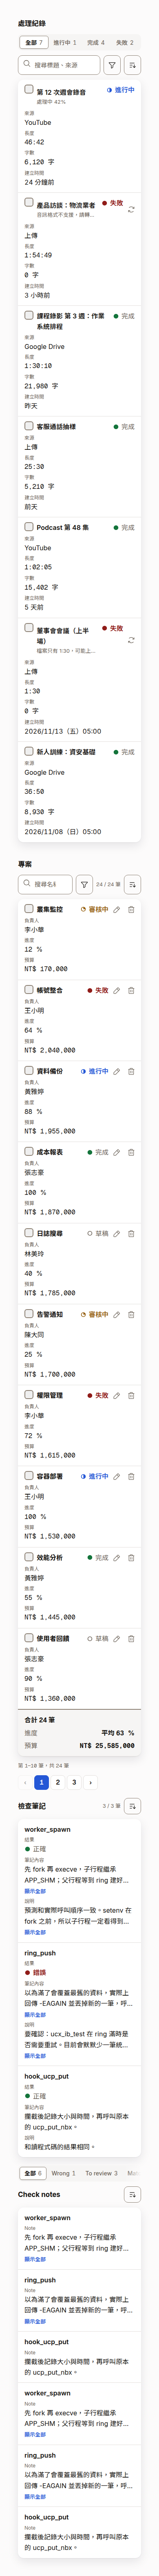 處理紀錄
全部 7 進行中 1 完成 4 失敗 2
搜尋標題、來源
第 12 次週會錄音 進行中
處理中 42%
來源
YouTube
長度
46:42
字數
6,120 字
建立時間
24 分鐘前
產品訪談：物流業者 失敗
音訊格式不支援，請轉...
來源
上傳
長度
1:54:49
字數
0 字
建立時間
3 小時前
課程錄影 第 3 週：作業系統排程 完成
來源
Google Drive
長度
1:30:10
字數
21,980 字
建立時間
昨天
客服通話抽樣 完成
來源
上傳
長度
25:30
字數
5,210 字
建立時間
前天
Podcast 第 48 集 完成
來源
YouTube
長度
1:02:05
字數
15,402 字
建立時間
5 天前
董事會會議（上半場） 失敗
檔案只有 1:30，可能上...
來源
上傳
長度
1:30
字數
0 字
建立時間
2026/11/13（五）05:00
新人訓練：資安基礎 完成
來源
Google Drive
長度
36:50
字數
8,930 字
建立時間
2026/11/08（日）05:00
專案
搜尋名稱 24 / 24 筆
叢集監控 審核中
負責人
李小華
進度
12 %
預算
NT$ 170,000
帳號整合 失敗
負責人
王小明
進度
64 %
預算
NT$ 2,040,000
資料備份 進行中
負責人
黃雅婷
進度
88 %
預算
NT$ 1,955,000
成本報表 完成
負責人
張志豪
進度
100 %
預算
NT$ 1,870,000
日誌搜尋 草稿
負責人
林美玲
進度
40 %
預算
NT$ 1,785,000
告警通知 審核中
負責人
陳大同
進度
25 %
預算
NT$ 1,700,000
權限管理 失敗
負責人
李小華
進度
72 %
預算
NT$ 1,615,000
容器部署 進行中
負責人
王小明
進度
100 %
預算
NT$ 1,530,000
效能分析 完成
負責人
黃雅婷
進度
55 %
預算
NT$ 1,445,000
使用者回饋 草稿
負責人
張志豪
進度
90 %
預算
NT$ 1,360,000
合計 24 筆
進度 平均 63 %
預算 NT$ 25,585,000
第 1–10 筆，共 24 筆
‹ 1 2 3 ›
檢查筆記 3 / 3 筆
worker_spawn
結果
正確
筆記內容
先 fork 再 execve，子行程繼承
APP_SHM；父行程等到 ring 建好...
顯示全部
說明
預測和實際呼叫順序一致。setenv 在
fork 之前，所以子行程一定看得到...
顯示全部
ring_push
結果
錯誤
筆記內容
以為滿了會覆蓋最舊的資料，實際上
回傳 -EAGAIN 並丟掉新的一筆，呼...
顯示全部
說明
要確認：ucx_ib_test 在 ring 滿時是
否需要重試。目前會默默少一筆統...
顯示全部
hook_ucp_put
結果
正確
筆記內容
攔截後記錄大小與時間，再呼叫原本
的 ucp_put_nbx。
說明
和讀程式碼的結果相同。
全部 6 Wrong 1 To review 3
Check notes
worker_spawn
Note
先 fork 再 execve，子行程繼承
APP_SHM；父行程等到 ring 建好...
顯示全部
ring_push
Note
以為滿了會覆蓋最舊的資料，實際上
回傳 -EAGAIN 並丟掉新的一筆，呼...
顯示全部
hook_ucp_put
Note
攔截後記錄大小與時間，再呼叫原本
的 ucp_put_nbx。
worker_spawn
Note
先 fork 再 execve，子行程繼承
APP_SHM；父行程等到 ring 建好...
顯示全部
ring_push
Note
以為滿了會覆蓋最舊的資料，實際上
回傳 -EAGAIN 並丟掉新的一筆，呼...
顯示全部
hook_ucp_put
Note
攔截後記錄大小與時間，再呼叫原本
的 ucp_put_nbx。